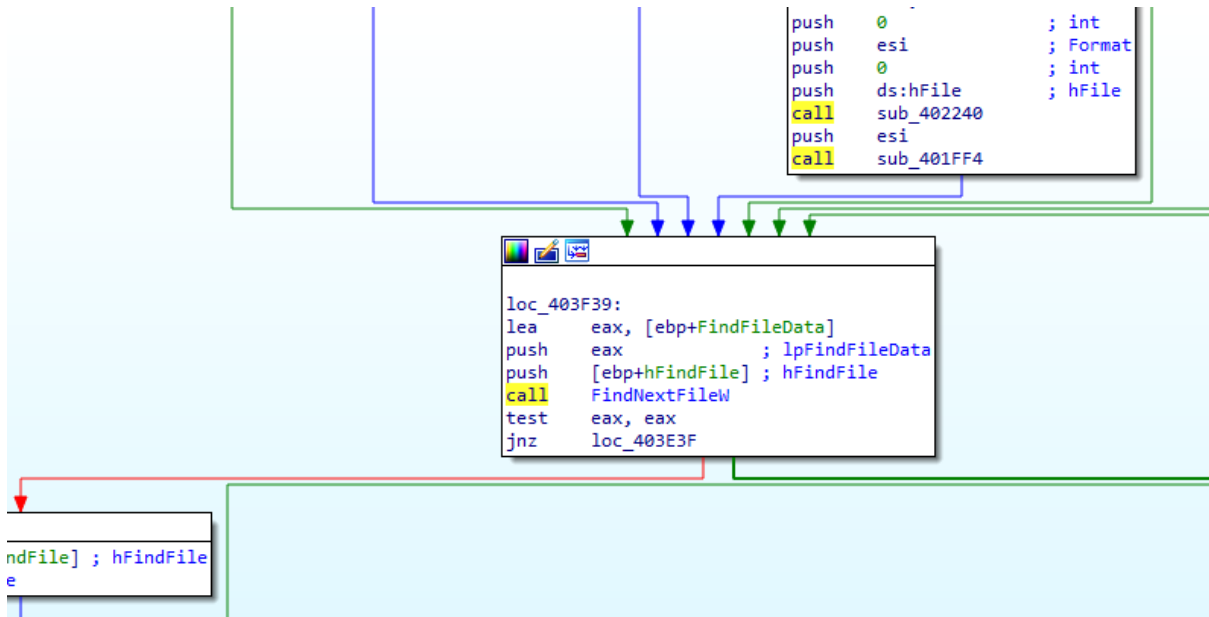 push 0 ; int
push esi ; Format
push 0 ; int
push ds:hFile ; hFile
call sub_402240
push esi
call sub_401FF4
loc_403F39:
lea eax, [ebp+FindFileData]
push eax ; lpFindFileData
push [ebp+hFindFile] ; hFindFile
call FindNextFileW
test eax, eax
jnz loc_403E3F
ndFile] ; hFindFile
e